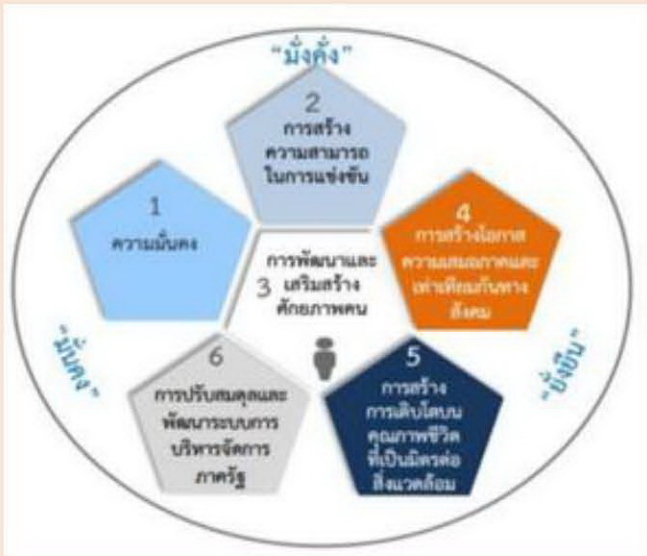 “มั่งคั่ง”
2
การสร้าง
ความสามารถ
ในการแข่งขัน
1
ความมั่นคง
4
การสร้างโอกาส
ความเสมอภาคและ
เท่าเทียมกันทาง
สังคม
การพัฒนาและ
3 เสริมสร้าง
ศักยภาพคน
“มั่นคง”
“ยั่งยืน”
6
การปรับสมดุลและ
พัฒนาระบบการ
บริหารจัดการ
ภาครัฐ
5
การสร้าง
การเติบโตบน
คุณภาพชีวิต
ที่เป็นมิตรต่อ
สิ่งแวดล้อม